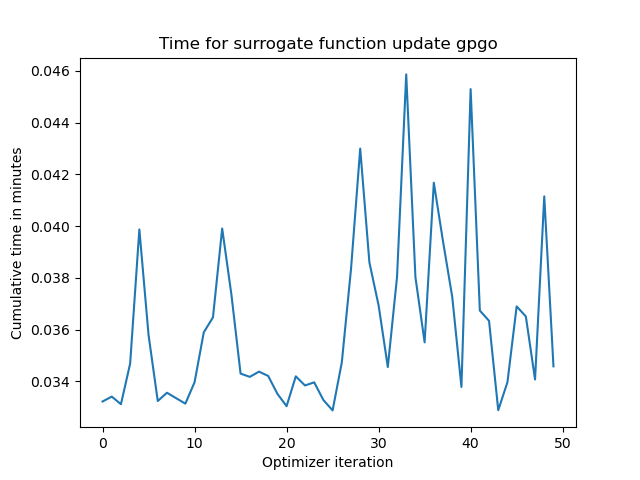 Time for surrogate function update gpgo
Cumulative time in minutes
0.046
0.044
0.042
0.040
0.038
0.036
0.034
0 10 20 30 40 50
Optimizer iteration